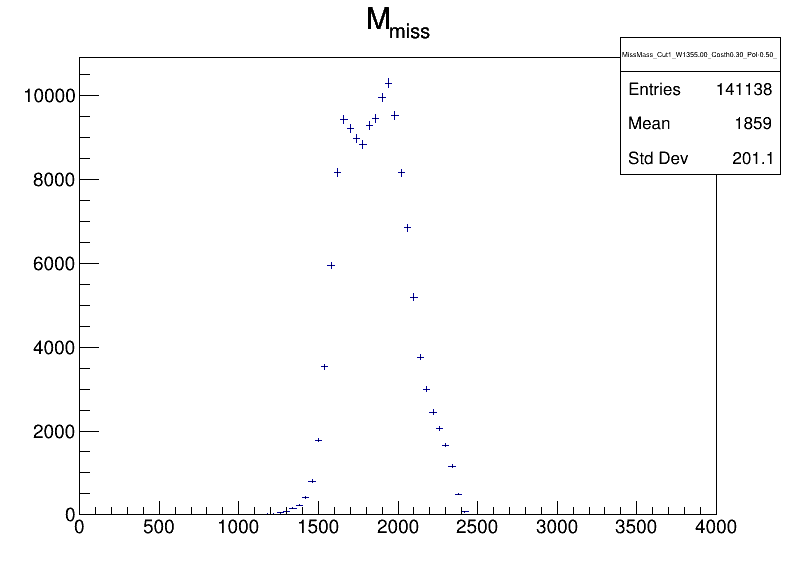 M_miss
MissMass_Cut1_W1355.00_Costh0.30_Pol-0.50_
Entries 141138
Mean 1859
Std Dev 201.1
10000
8000
6000
4000
2000
0
0 500 1000 1500 2000 2500 3000 3500 4000